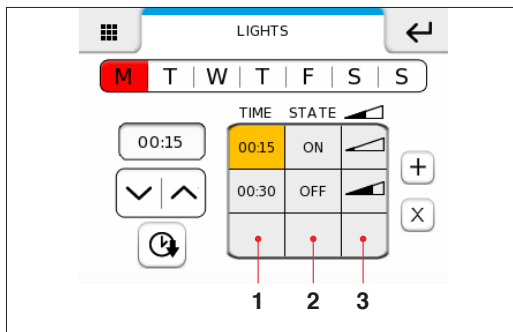 LIGHTS
M T W T F S S
TIME STATE
00:15
00:15 ON
00:30 OFF
+
X
1 2 3